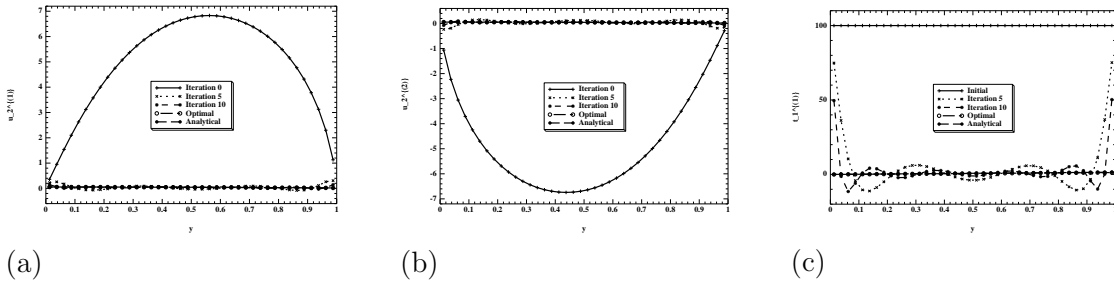 7
6
5
4
3
2
1
0
u_2^{(1)}
Iteration 0
Iteration 5
Iteration 10
Optimal
Analytical
0 0.1 0.2 0.3 0.4 0.5 0.6 0.7 0.8 0.9 1
y
(a)
0
-1
-2
-3
-4
-5
-6
-7
u_2^{(2)}
Iteration 0
Iteration 5
Iteration 10
Optimal
Analytical
0 0.1 0.2 0.3 0.4 0.5 0.6 0.7 0.8 0.9 1
y
(b)
100
50
0
t_1^{(1)}
Initial
Iteration 5
Iteration 10
Optimal
Analytical
0 0.1 0.2 0.3 0.4 0.5 0.6 0.7 0.8 0.9
y
(c)